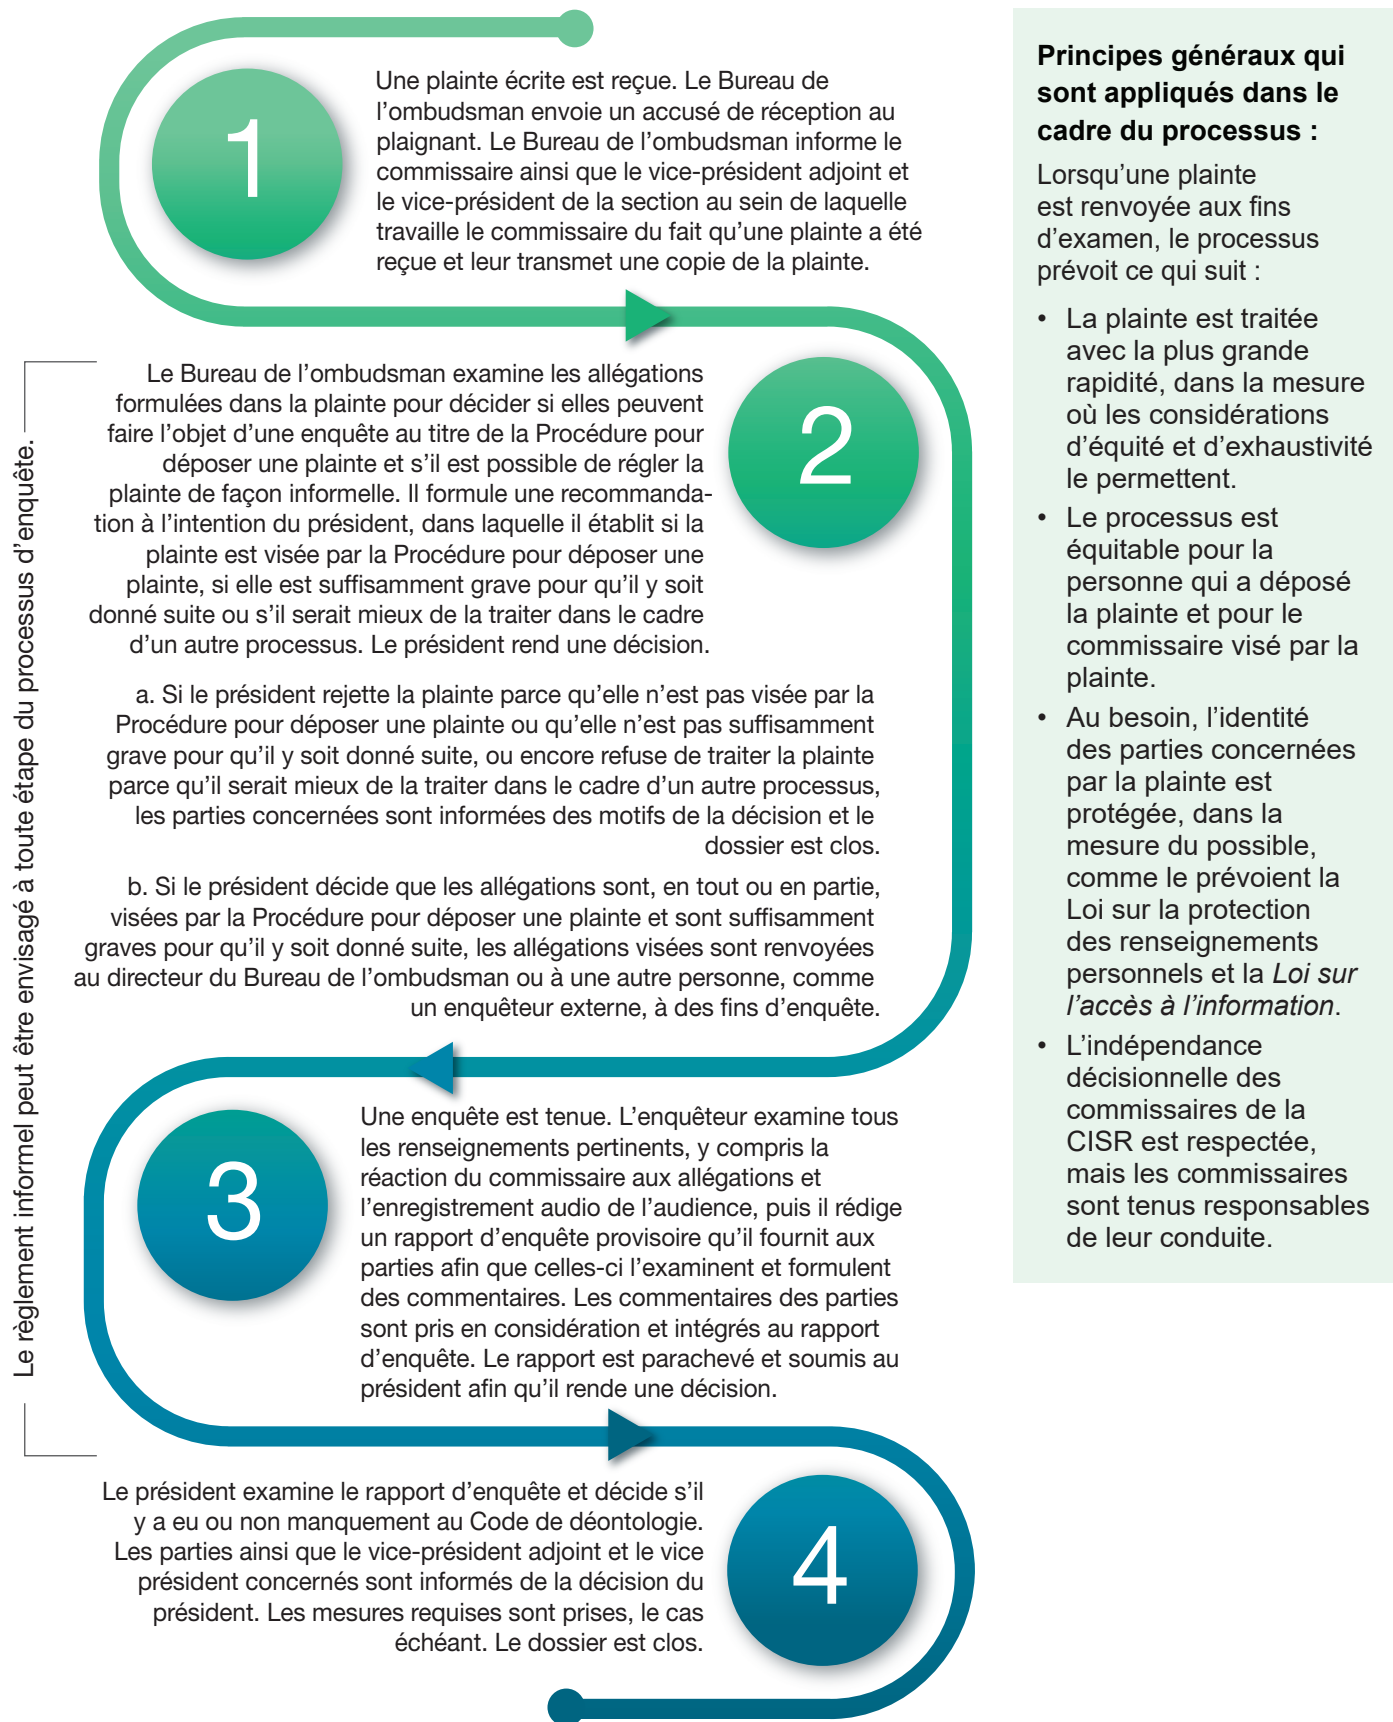 1
Une plainte écrite est reçue. Le Bureau de
l’ombudsman envoie un accusé de réception au
plaignant. Le Bureau de l’ombudsman informe le
commissaire ainsi que le vice-président adjoint et
le vice-président de la section au sein de laquelle
travaille le commissaire du fait qu’une plainte a été
reçue et leur transmet une copie de la plainte.
Le règlement informel peut être envisagé à toute étape du processus d’enquête.
2
Le Bureau de l’ombudsman examine les allégations
formulées dans la plainte pour décider si elles peuvent
faire l’objet d’une enquête au titre de la Procédure pour
déposer une plainte et s’il est possible de régler la
plainte de façon informelle. Il formule une recommanda-
tion à l’intention du président, dans laquelle il établit si la
plainte est visée par la Procédure pour déposer une
plainte, si elle est suffisamment grave pour qu’il y soit
donné suite ou s’il serait mieux de la traiter dans le cadre
d’un autre processus. Le président rend une décision.
a. Si le président rejette la plainte parce qu’elle n’est pas visée par la
Procédure pour déposer une plainte ou qu’elle n’est pas suffisamment
grave pour qu’il y soit donné suite, ou encore refuse de traiter la plainte
parce qu’il serait mieux de la traiter dans le cadre d’un autre processus,
les parties concernées sont informées des motifs de la décision et le
dossier est clos.
b. Si le président décide que les allégations sont, en tout ou en partie,
visées par la Procédure pour déposer une plainte et sont suffisamment
graves pour qu’il y soit donné suite, les allégations visées sont renvoyées
au directeur du Bureau de l’ombudsman ou à une autre personne, comme
un enquêteur externe, à des fins d’enquête.
3
Une enquête est tenue. L’enquêteur examine tous
les renseignements pertinents, y compris la
réaction du commissaire aux allégations et
l’enregistrement audio de l’audience, puis il rédige
un rapport d’enquête provisoire qu’il fournit aux
parties afin que celles-ci l’examinent et formulent
des commentaires. Les commentaires des parties
sont pris en considération et intégrés au rapport
d’enquête. Le rapport est parachevé et soumis au
président afin qu’il rende une décision.
4
Le président examine le rapport d’enquête et décide s’il
y a eu ou non manquement au Code de déontologie.
Les parties ainsi que le vice-président adjoint et le vice
président concernés sont informés de la décision du
président. Les mesures requises sont prises, le cas
échéant. Le dossier est clos.
Principes généraux qui
sont appliqués dans le
cadre du processus :
Lorsqu’une plainte
est renvoyée aux fins
d’examen, le processus
prévoit ce qui suit :
• La plainte est traitée
avec la plus grande
rapidité, dans la mesure
où les considérations
d’équité et d’exhaustivité
le permettent.
• Le processus est
équitable pour la
personne qui a déposé
la plainte et pour le
commissaire visé par la
plainte.
• Au besoin, l’identité
des parties concernées
par la plainte est
protégée, dans la
mesure du possible,
comme le prévoient la
Loi sur la protection
des renseignements
personnels et la Loi sur
l’accès à l’information.
• L’indépendance
décisionnelle des
commissaires de la
CISR est respectée,
mais les commissaires
sont tenus responsables
de leur conduite.